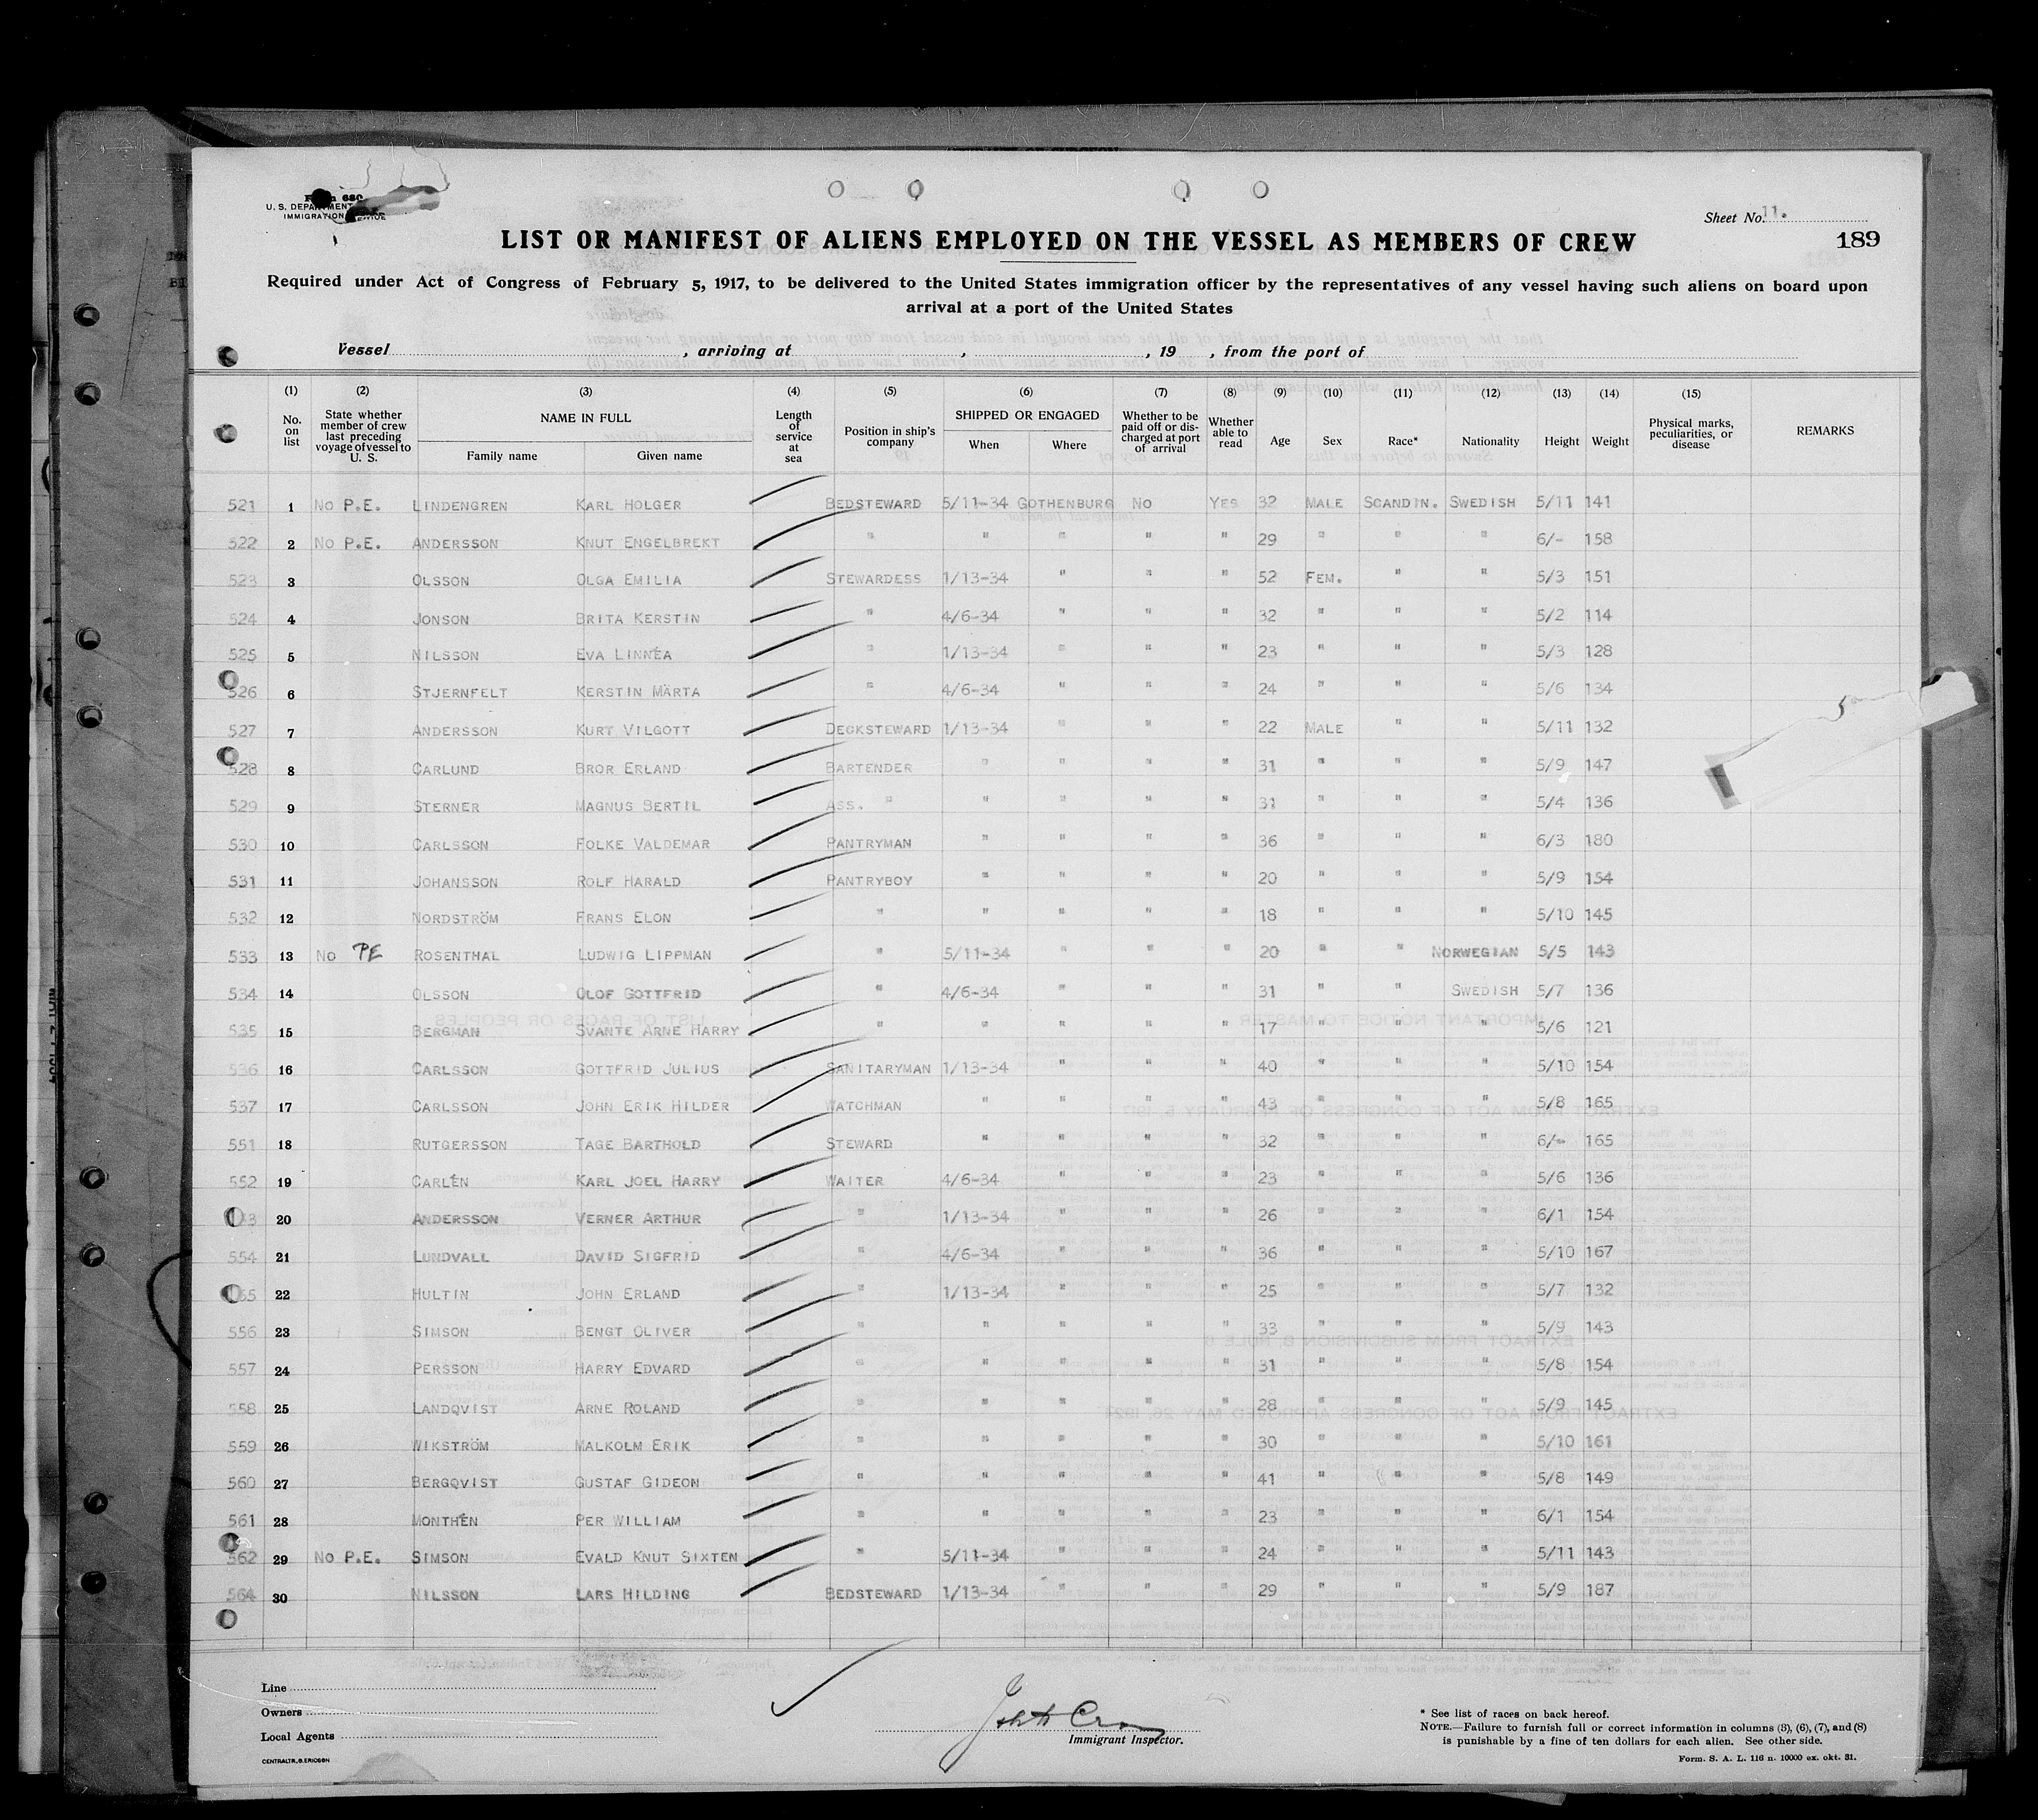 U. S. DEPARTMENT
IMMIGRATION
Sheet No. 11.
LIST OR MANIFEST OF ALIENS EMPLOYED ON THE VESSEL AS MEMBERS OF CREW
189
Required under Act of Congress of February 5, 1917, to be delivered to the United States immigration officer by the representatives of any vessel having such aliens on board upon
arrival at a port of the United States
Vessel , arriving at , , 19 , from the port of
(1) (2) (3) (4) (5) (6) (7) (8) (9) (10) (11) (12) (13) (14) (15)
No. on list State whether member of crew last preceding voyage of vessel to U. S. NAME IN FULL Family name Given name Length of service at sea Position in ship's company SHIPPED OR ENGAGED When Where Whether to be paid off or discharged at port of arrival Whether able to read Age Sex Race* Nationality Height Weight Physical marks, peculiarities, or disease REMARKS
521 1 No P.E. LINDENGREN KARL HOLGER BEDSTEWARD 5/11-34 GOTHENBURG No YES 32 MALE SCANDIN. SWEDISH 5/11 141
522 2 No P.E. ANDERSSON KNUT ENGELBREKT " " " " " 29 " " " 6/- 158
523 3 OLSSON OLGA EMILIA STEWARDESS 1/13-34 " " " 52 FEM. " " 5/3 151
524 4 JONSON BRITA KERSTIN " 4/6-34 " " " 32 " " " 5/2 114
525 5 NILSSON EVA LINNÉA " 1/13-34 " " " 23 " " " 5/3 128
526 6 STJERNFELT KERSTIN MÄRTA " 4/6-34 " " " 24 " " " 5/6 134
527 7 ANDERSSON KURT VILGOTT DECKSTEWARD 1/13-34 " " " 22 MALE " " 5/11 132
528 8 CARLUND BROR ERLAND BARTENDER " " " " 31 " " " 5/9 147
529 9 STERNER MAGNUS BERTIL ASS. " " " " " 31 " " " 5/4 136
530 10 CARLSSON FOLKE VALDEMAR PANTRYMAN " " " " 36 " " " 6/3 180
531 11 JOHANSSON ROLF HARALD PANTRYBOY " " " " 20 " " " 5/9 154
532 12 NORDSTRÖM FRANS ELON " " " " " 18 " " " 5/10 145
533 13 No PE ROSENTHAL LUDWIG LIPPMAN " 5/11-34 " " " 20 " " NORWEGIAN 5/5 143
534 14 OLSSON OLOF GOTTFRID " 4/6-34 " " " 31 " " SWEDISH 5/7 136
535 15 BERGMAN SVANTE ARNE HARRY " " " " " 17 " " " 5/6 121
536 16 CARLSSON GOTTFRID JULIUS SANITARYMAN 1/13-34 " " " 40 " " " 5/10 154
537 17 CARLSSON JOHN ERIK HILDER WATCHMAN " " " " 43 " " " 5/8 165
551 18 RUTGERSSON TAGE BARTHOLD STEWARD " " " " 32 " " " 6/- 165
552 19 CARLÉN KARL JOEL HARRY WAITER 4/6-34 " " " 23 " " " 5/6 136
20 ANDERSSON VERNER ARTHUR " 1/13-34 " " " 26 " " " 6/1 154
554 21 LUNDVALL DAVID SIGFRID " 4/6-34 " " " 36 " " " 5/10 167
22 HULTIN JOHN ERLAND " 1/13-34 " " " 25 " " " 5/7 132
556 23 SIMSON BENGT OLIVER " " " " " 33 " " " 5/9 143
557 24 PERSSON HARRY EDVARD " " " " " 31 " " " 5/8 154
558 25 LANDQVIST ARNE ROLAND " " " " " 28 " " " 5/9 145
559 26 WIKSTRÖM MALKOLM ERIK " " " " " 30 " " " 5/10 161
560 27 BERGQVIST GUSTAF GIDEON " " " " " 41 " " " 5/8 149
561 28 MONTHÉN PER WILLIAM " " " " " 23 " " " 6/1 154
562 29 No P.E. SIMSON EVALD KNUT SIXTEN " 5/11-34 " " " 24 " " " 5/11 143
564 30 NILSSON LARS HILDING BEDSTEWARD 1/13-34 " " " 29 " " " 5/9 187
Line
Owners
Local Agents
CENTRALTR, G. ERICSON
Immigrant Inspector.
* See list of races on back hereof.
NOTE.—Failure to furnish full or correct information in columns (3), (6), (7), and (8)
is punishable by a fine of ten dollars for each alien. See other side.
Form. S. A. L. 116 n. 10000 ex. okt. 31.